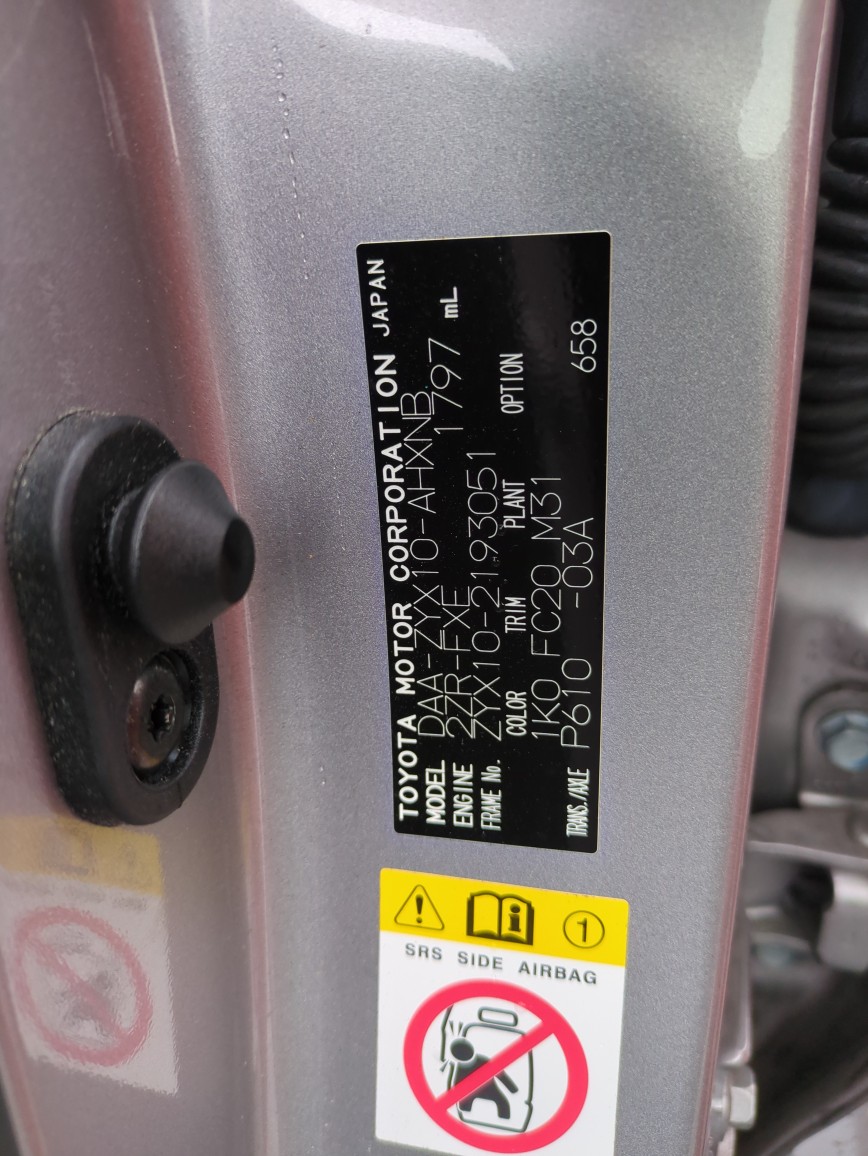 TOYOTA MOTOR CORPORATION JAPAN
MODEL DAA-ZYX10-AHXNB
ENGINE 2ZR-FXE 1797 mL
FRAME No. ZYX10-2193051
COLOR TRIM PLANT OPTION
1K0 FC20 M31
TRANS./AXLE P610 -03A 658
1
SRS SIDE AIRBAG